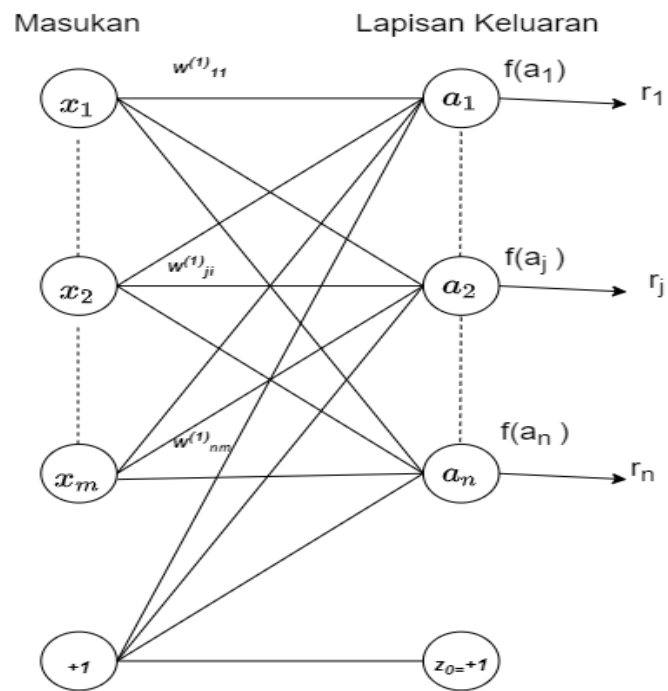 Masukan Lapisan Keluaran
w⁽¹⁾₁₁ f(a₁)
x₁ a₁ r₁
w⁽¹⁾ⱼᵢ f(aⱼ )
x₂ a₂ rⱼ
w⁽¹⁾ₙₘ f(aₙ )
xₘ aₙ rₙ
+1 z₀₌+1